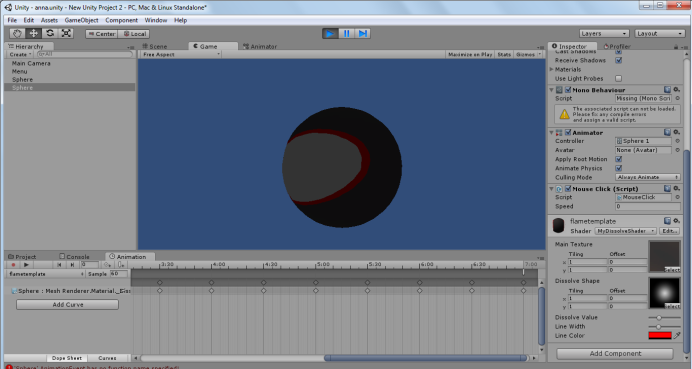 Unity - anna.unity - New Unity Project 2 - PC, Mac & Linux Standalone*
File Edit Assets GameObject Component Window Help
Center Local Layers Layout
Hierarchy
Create All
Main Camera
Menu
Sphere
Sphere
Scene Game Animator
Free Aspect Maximize on Play Stats Gizmos
Inspector Profiler
Cast Shadows
Receive Shadows
Materials
Use Light Probes
Mono Behaviour
Script Missing (Mono Scri
The associated script can not be loaded.
Please fix any compile errors
and assign a valid script.
Animator
Controller Sphere 1
Avatar None (Avatar)
Apply Root Motion
Animate Physics
Culling Mode Always Animate
Mouse Click (Script)
Script MouseClick
Speed 0
flametemplate
Shader MyDissolveShader Edit...
Main Texture
Tiling Offset
x 1 0
y 1 0
Select
Dissolve Shape
Tiling Offset
x 1 0
y 1 0
Select
Dissolve Value
Line Width
Line Color
Add Component
Project Console Animation
0 3:30 4:00 4:30 5:00 5:30 6:00 6:30 7:00
flametemplate Sample 60
Sphere : Mesh Renderer.Material._Diss
Add Curve
Dope Sheet Curves
'Sphere' AnimationEvent has no function name specified!